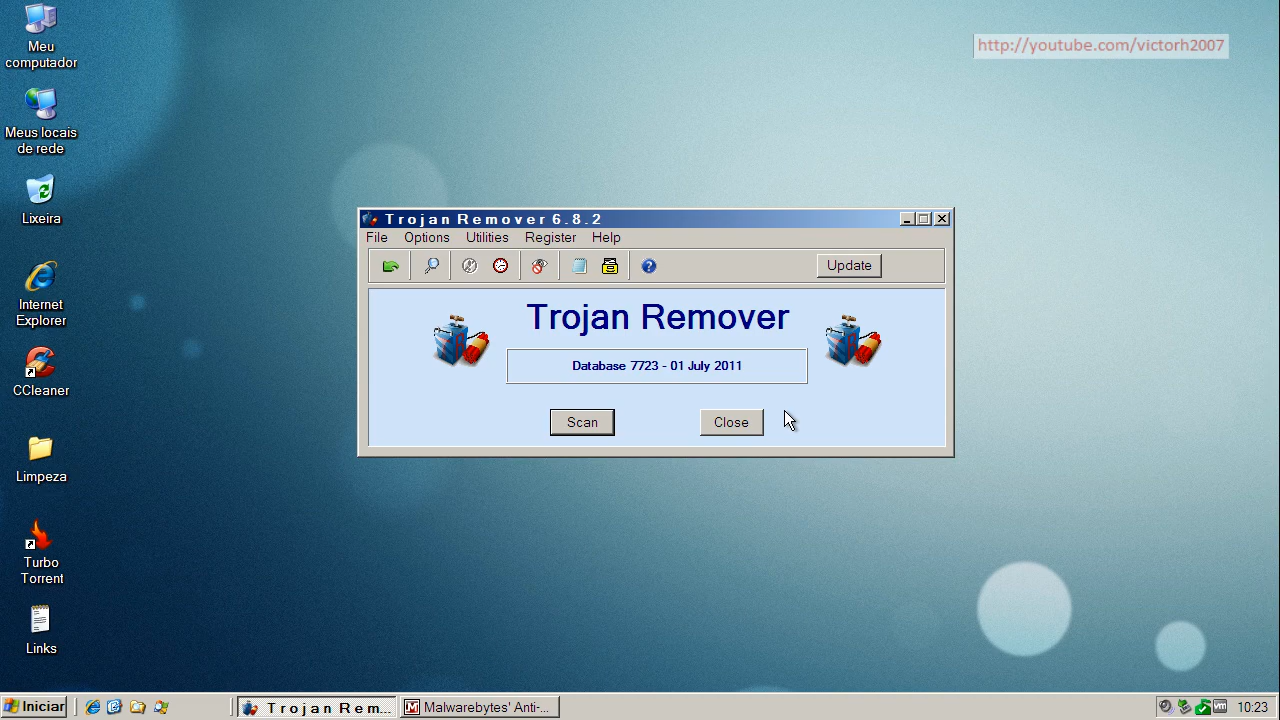 Meu
computador
Meus locais
de rede
Lixeira
Internet
Explorer
CCleaner
Limpeza
Turbo
Torrent
Links
http://youtube.com/victorh2007
Trojan Remover 6.8.2
File Options Utilities Register Help
Update
Trojan Remover
Database 7723 - 01 July 2011
Scan Close
Iniciar Trojan Rem... Malwarebytes' Anti-... 10:23